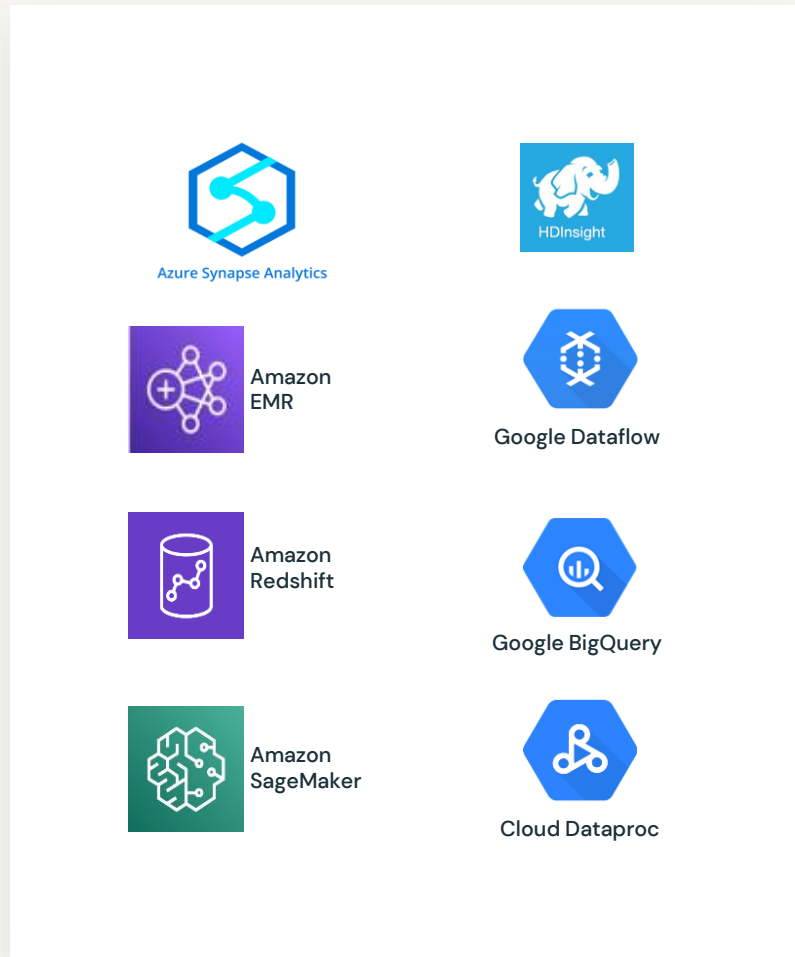 Azure Synapse Analytics
HDInsight
Amazon
EMR
Google Dataflow
Amazon
Redshift
Google BigQuery
Amazon
SageMaker
Cloud Dataproc